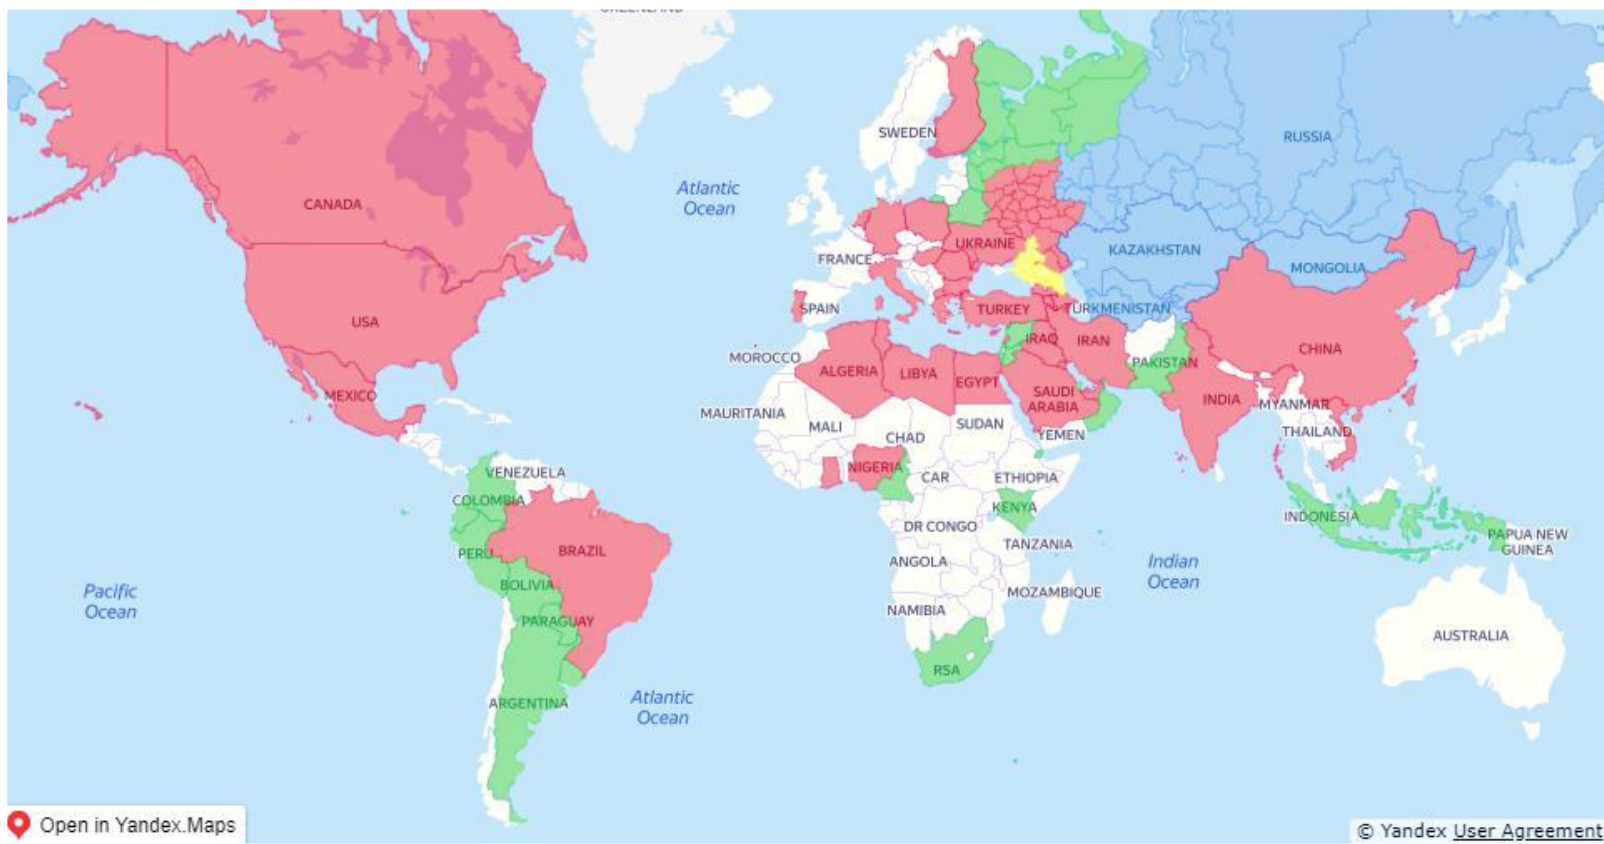 GREENLAND
RUSSIA
SWEDEN
Atlantic
Ocean
CANADA
UKRAINE
KAZAKHSTAN
FRANCE
MONGOLIA
SPAIN
TURKEY
TURKMENISTAN
USA
IRAQ
IRAN
CHINA
MOROCCO
PAKISTAN
ALGERIA
LIBYA
EGYPT
MEXICO
SAUDI
ARABIA
INDIA
MYANMAR
MAURITANIA
MALI
SUDAN
CHAD
YEMEN
THAILAND
VENEZUELA
NIGERIA
CAR
ETHIOPIA
COLOMBIA
KENYA
INDONESIA
DR CONGO
PAPUA NEW
GUINEA
PERU
BRAZIL
TANZANIA
ANGOLA
Indian
Ocean
BOLIVIA
Pacific
Ocean
MOZAMBIQUE
NAMIBIA
PARAGUAY
AUSTRALIA
RSA
ARGENTINA
Atlantic
Ocean
Open in Yandex.Maps
© Yandex User Agreement